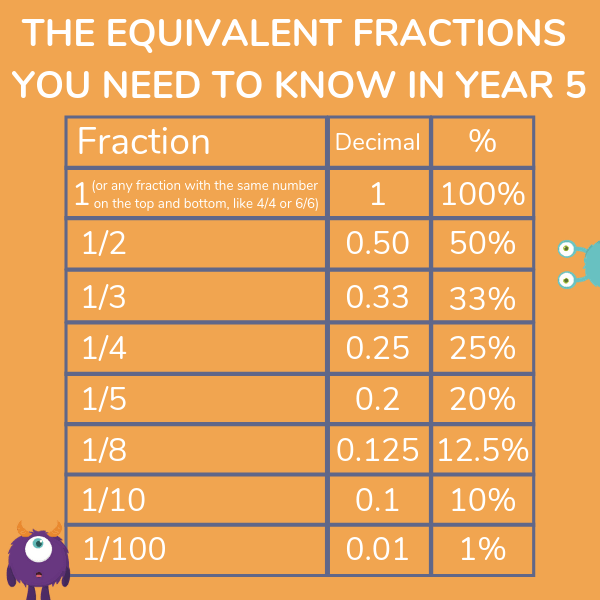 THE EQUIVALENT FRACTIONS
YOU NEED TO KNOW IN YEAR 5
Fraction Decimal %
1 (or any fraction with the same number
on the top and bottom, like 4/4 or 6/6) 1 100%
1/2 0.50 50%
1/3 0.33 33%
1/4 0.25 25%
1/5 0.2 20%
1/8 0.125 12.5%
1/10 0.1 10%
1/100 0.01 1%